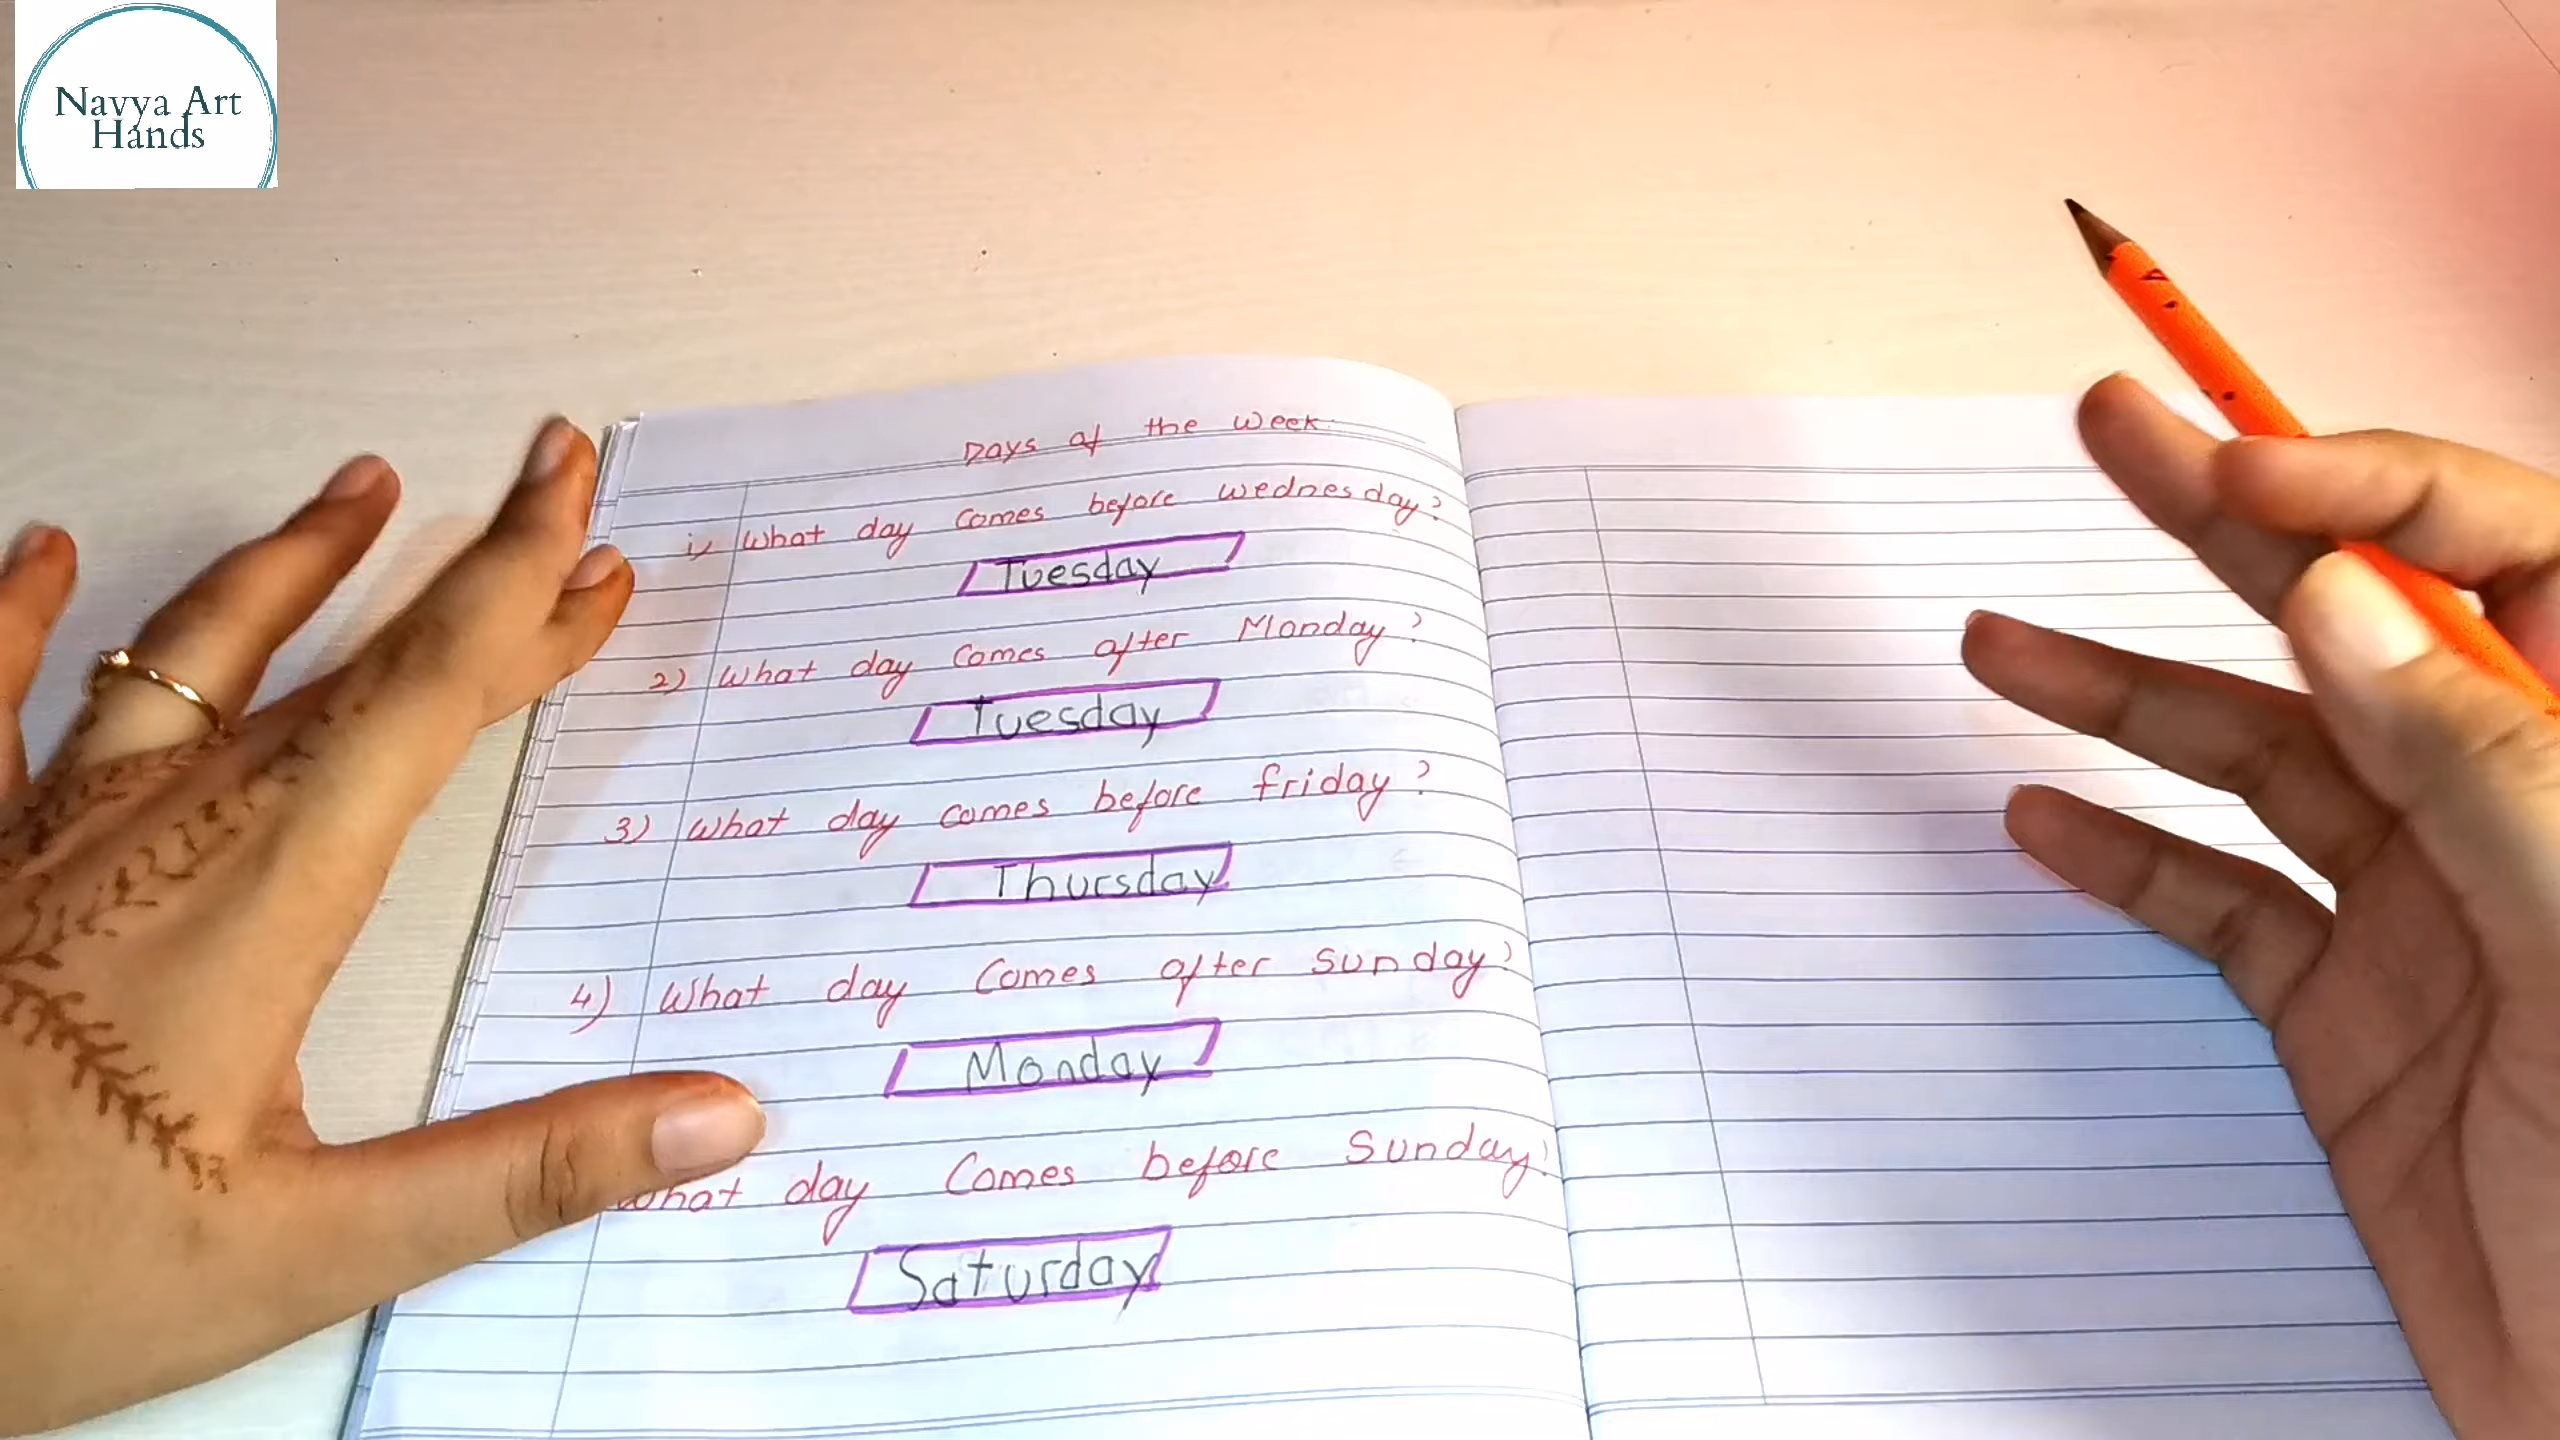 Navya Art
Hands
Days of the Week
1) What day comes before wednesday?
Tuesday
2) What day comes after Monday?
Tuesday
3) What day comes before friday?
Thursday
4) What day Comes after Sunday?
Monday
What day Comes before Sunday?
Saturday